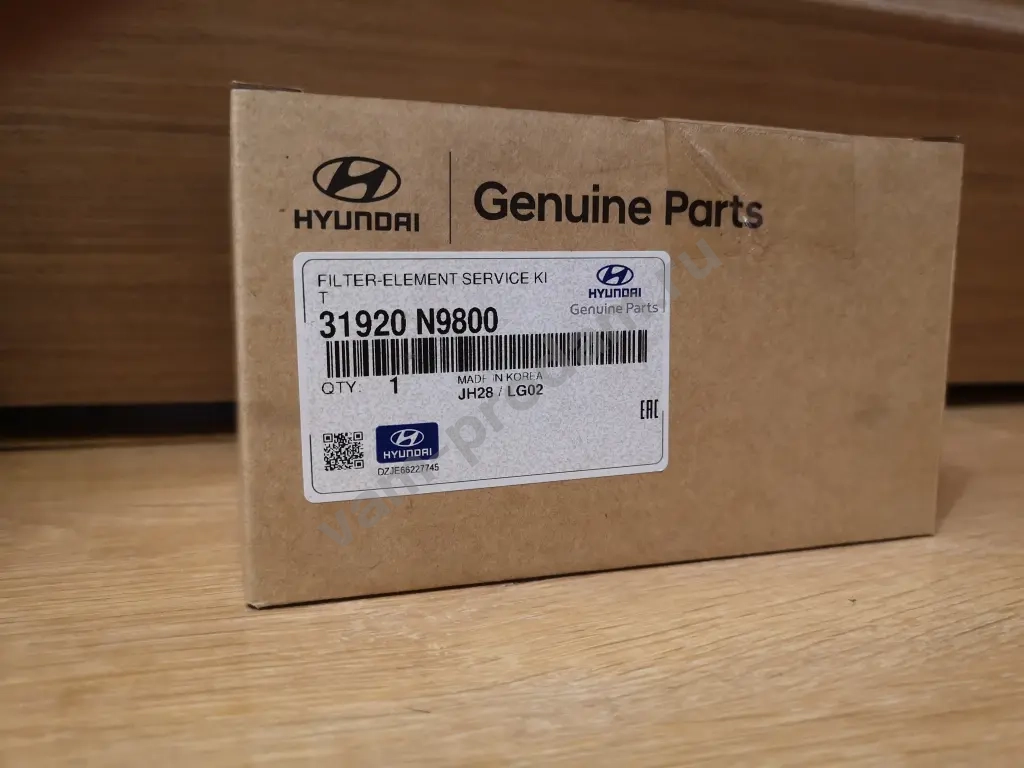 HYUNDAI
Genuine Parts
FILTER-ELEMENT SERVICE KI
T
HYUNDAI
Genuine Parts
31920 N9800
QTY: 1
MADE IN KOREA
JH28 / LG02
EAC
HYUNDAI
DZJE66227745